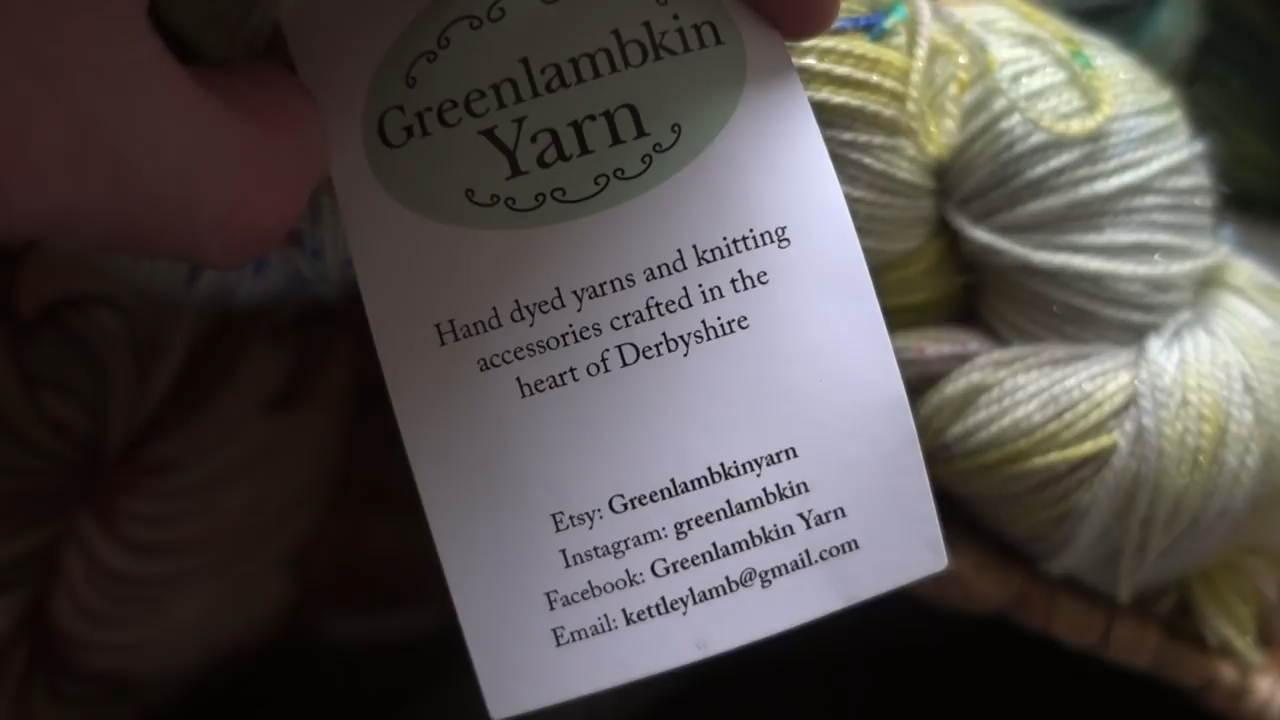 Greenlambkin
Yarn
Hand dyed yarns and knitting
accessories crafted in the
heart of Derbyshire
Etsy: Greenlambkinyarn
Instagram: greenlambkin
Facebook: Greenlambkin Yarn
Email: kettleylamb@gmail.com